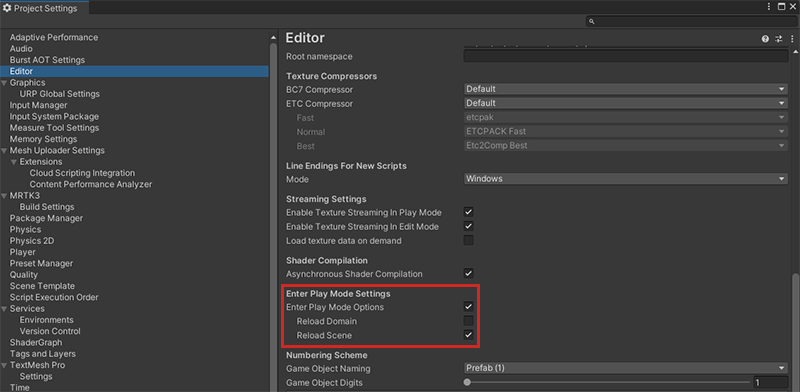 Project Settings
Adaptive Performance
Audio
Burst AOT Settings
Editor
Graphics
URP Global Settings
Input Manager
Input System Package
Measure Tool Settings
Memory Settings
Mesh Uploader Settings
Extensions
Cloud Scripting Integration
Content Performance Analyzer
MRTK3
Build Settings
Package Manager
Physics
Physics 2D
Player
Preset Manager
Quality
Scene Template
Script Execution Order
Services
Environments
Version Control
ShaderGraph
Tags and Layers
TextMesh Pro
Settings
Time
Editor
Root namespace
Texture Compressors
BC7 Compressor Default
ETC Compressor Default
Fast etcpak
Normal ETCPACK Fast
Best Etc2Comp Best
Line Endings For New Scripts
Mode Windows
Streaming Settings
Enable Texture Streaming In Play Mode
Enable Texture Streaming In Edit Mode
Load texture data on demand
Shader Compilation
Asynchronous Shader Compilation
Enter Play Mode Settings
Enter Play Mode Options
Reload Domain
Reload Scene
Numbering Scheme
Game Object Naming Prefab (1)
Game Object Digits 1